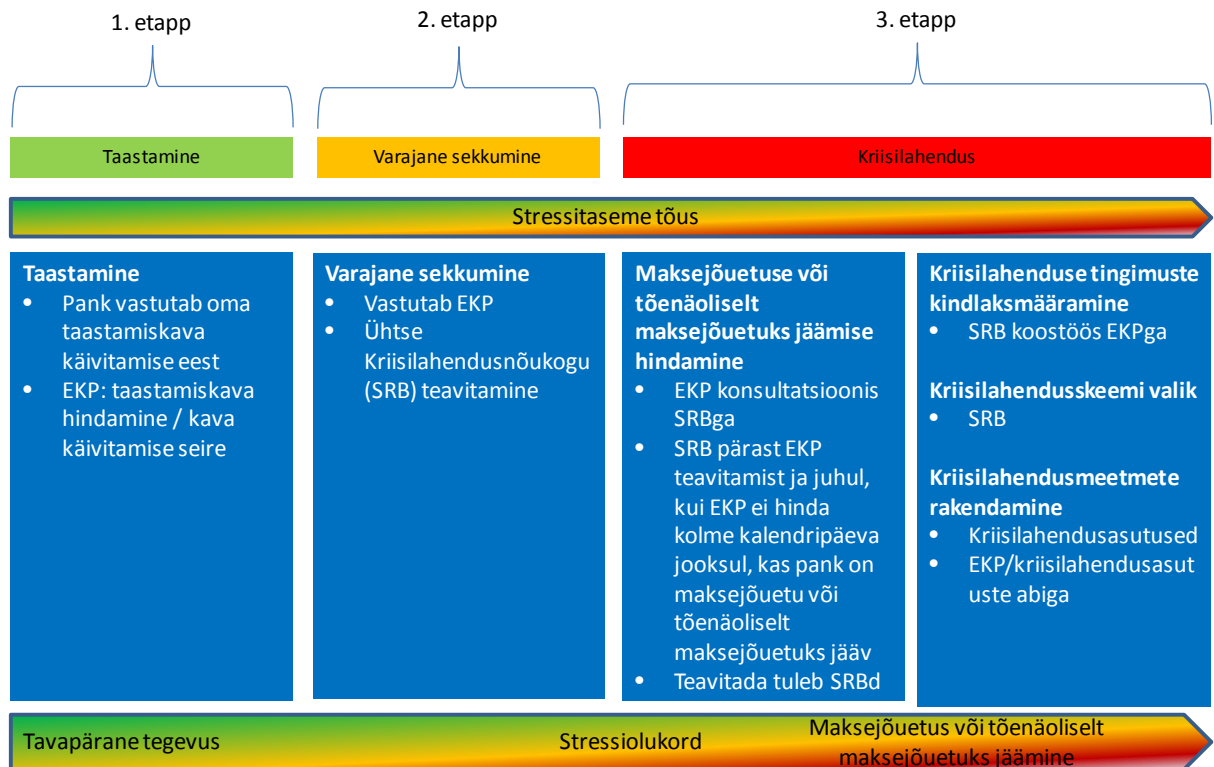 1. etapp
2. etapp
3. etapp
Taastamine
Varajane sekkumine
Kriisilahendus
Stressitaseme tõus
Taastamine
• Pank vastutab oma
taastamiskava
käivitamise eest
• EKP: taastamiskava
hindamine / kava
käivitamise seire
Varajane sekkumine
• Vastutab EKP
• Ühtse
Kriisilahendusnõukogu
(SRB) teavitamine
Maksejõuetuse või
tõenäoliselt
maksejõuetuks jäämise
hindamine
• EKP konsultatsioonis
SRBga
• SRB pärast EKP
teavitamist ja juhul,
kui EKP ei hinda
kolme kalendripäeva
jooksul, kas pank on
maksejõuetu või
tõenäoliselt
maksejõuetuks jääv
• Teavitada tuleb SRBd
Kriisilahenduse tingimuste
kindlaksmääramine
• SRB koostöös EKPga
Kriisilahendusskeemi valik
• SRB
Kriisilahendusmeetmete
rakendamine
• Kriisilahendusasutused
• EKP/kriisilahendusasut
uste abiga
Tavapärane tegevus
Stressiolukord
Maksejõuetus või tõenäoliselt
maksejõuetuks jäämine